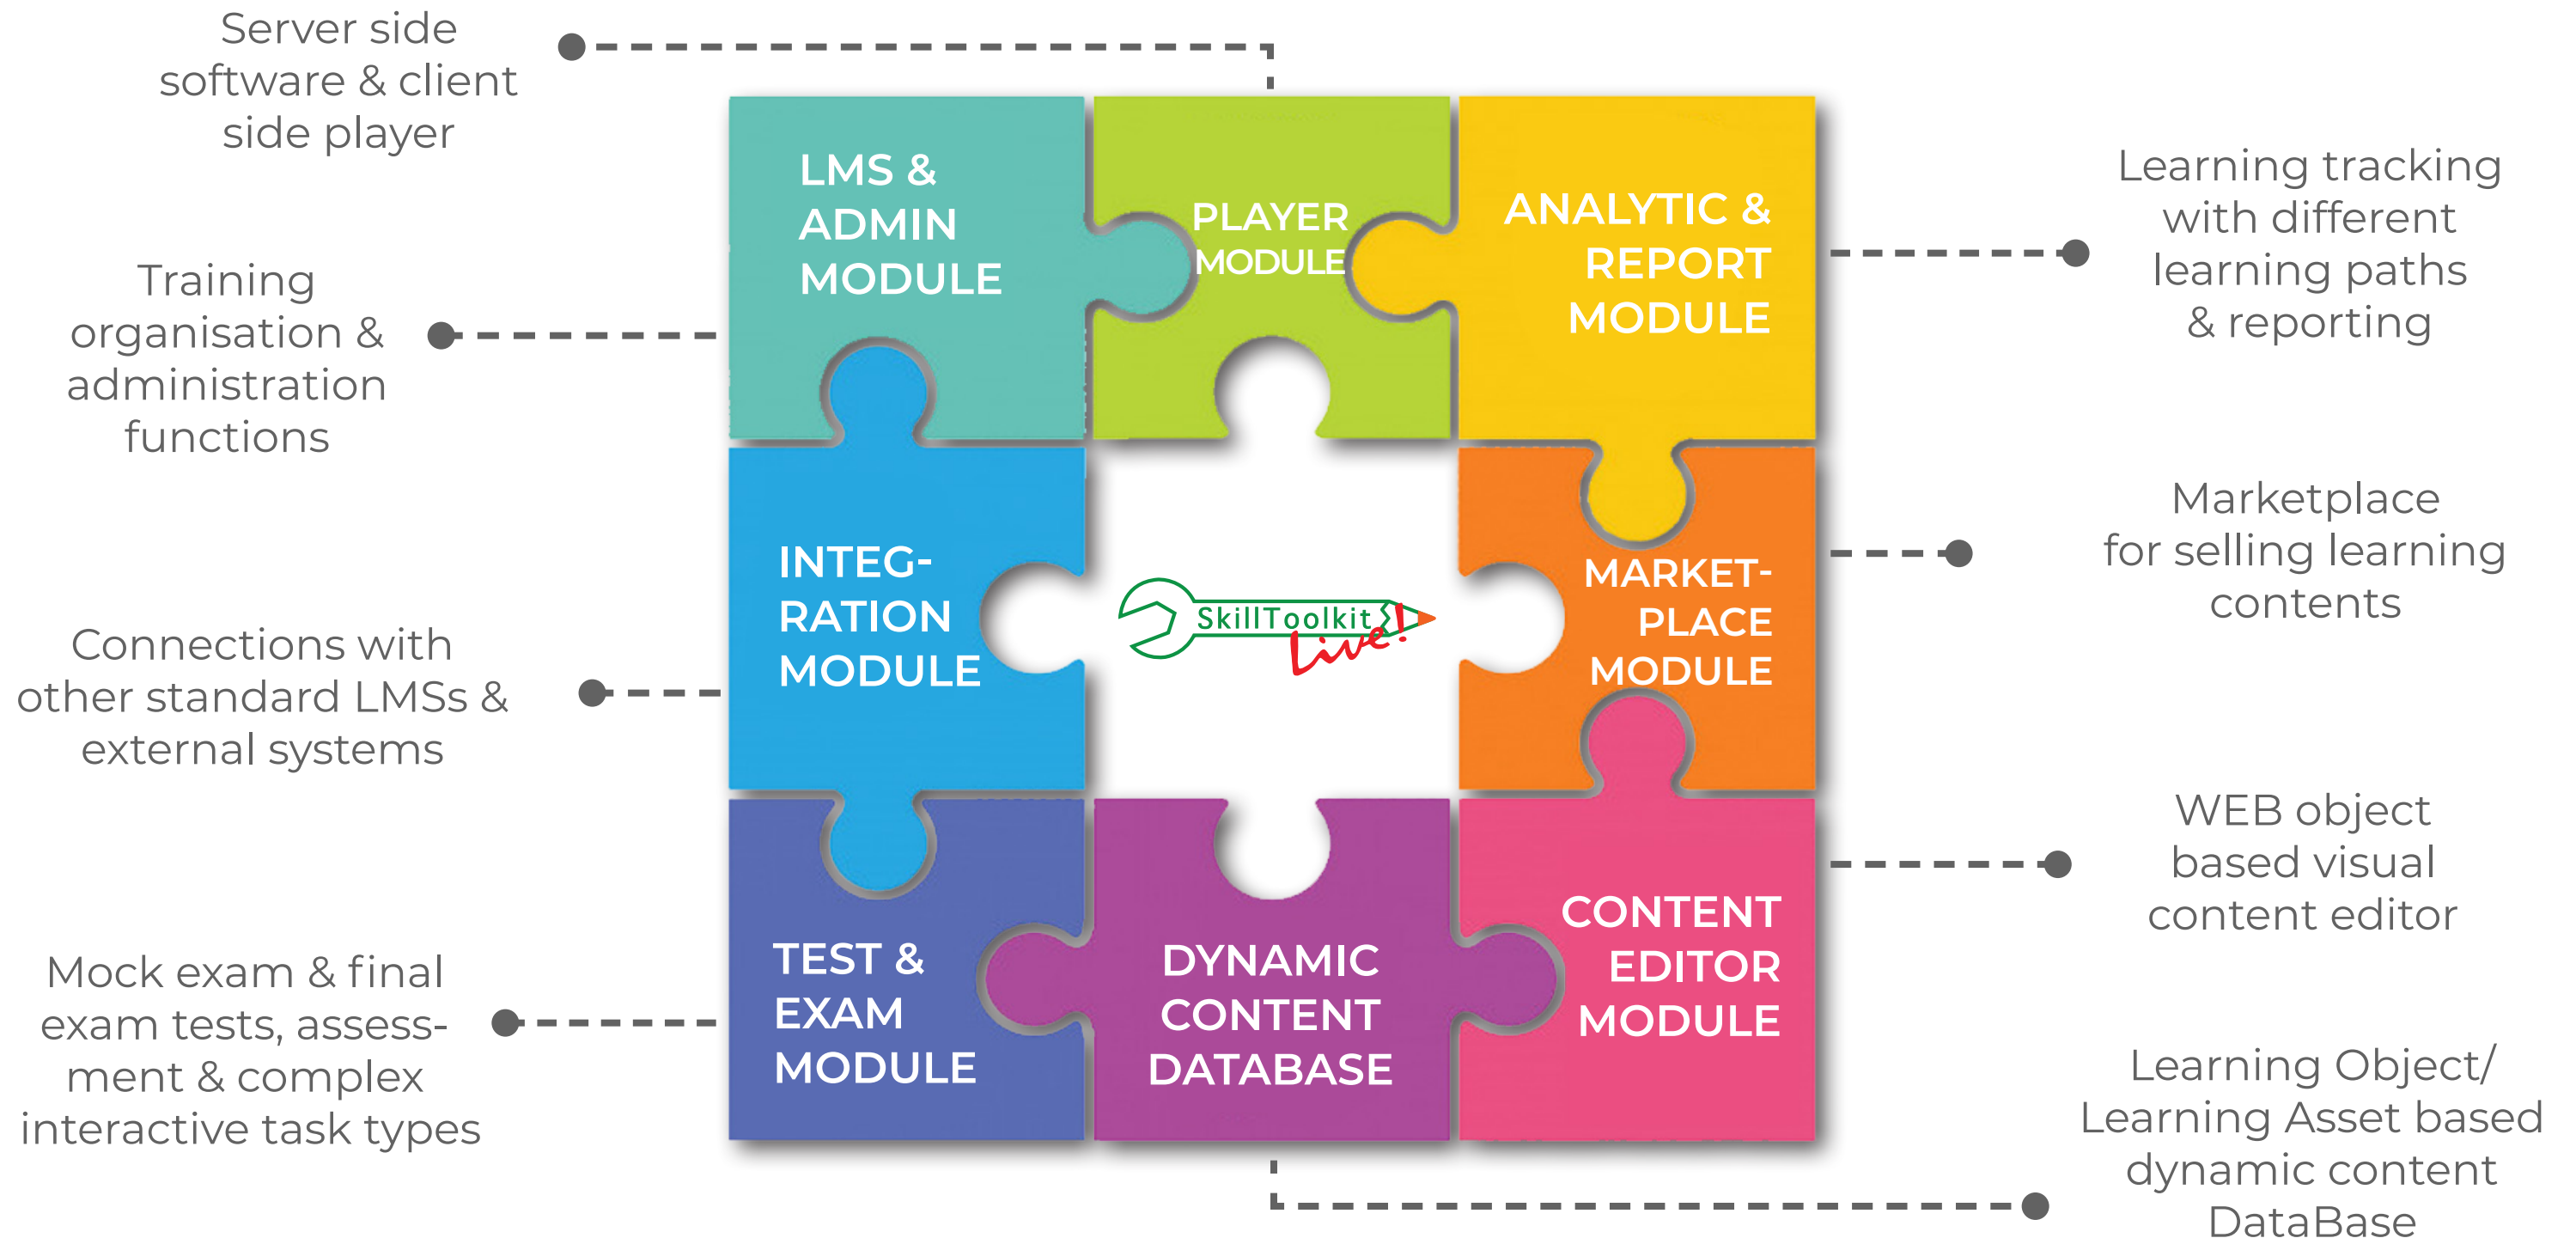 Server side
software & client
side player
Training
organisation &
administration
functions
Connections with
other standard LMSs &
external systems
Mock exam & final
exam tests, assess-
ment & complex
interactive task types
LMS &
ADMIN
MODULE
PLAYER
MODULE
ANALYTIC &
REPORT
MODULE
INTEG-
RATION
MODULE
SkillToolkit
Live!
MARKET-
PLACE
MODULE
TEST &
EXAM
MODULE
DYNAMIC
CONTENT
DATABASE
CONTENT
EDITOR
MODULE
Learning tracking
with different
learning paths
& reporting
Marketplace
for selling learning
contents
WEB object
based visual
content editor
Learning Object/
Learning Asset based
dynamic content
DataBase